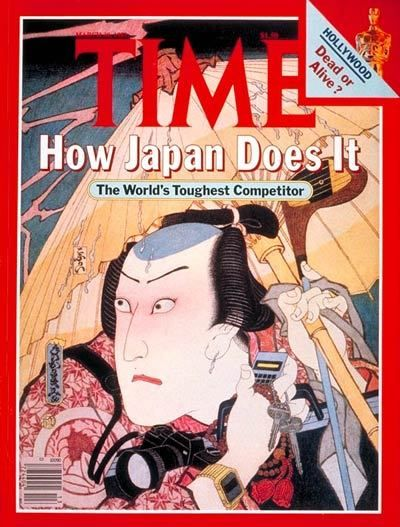 TIME
HOLLYWOOD
Dead or
Alive?
How Japan Does It
The World's Toughest Competitor